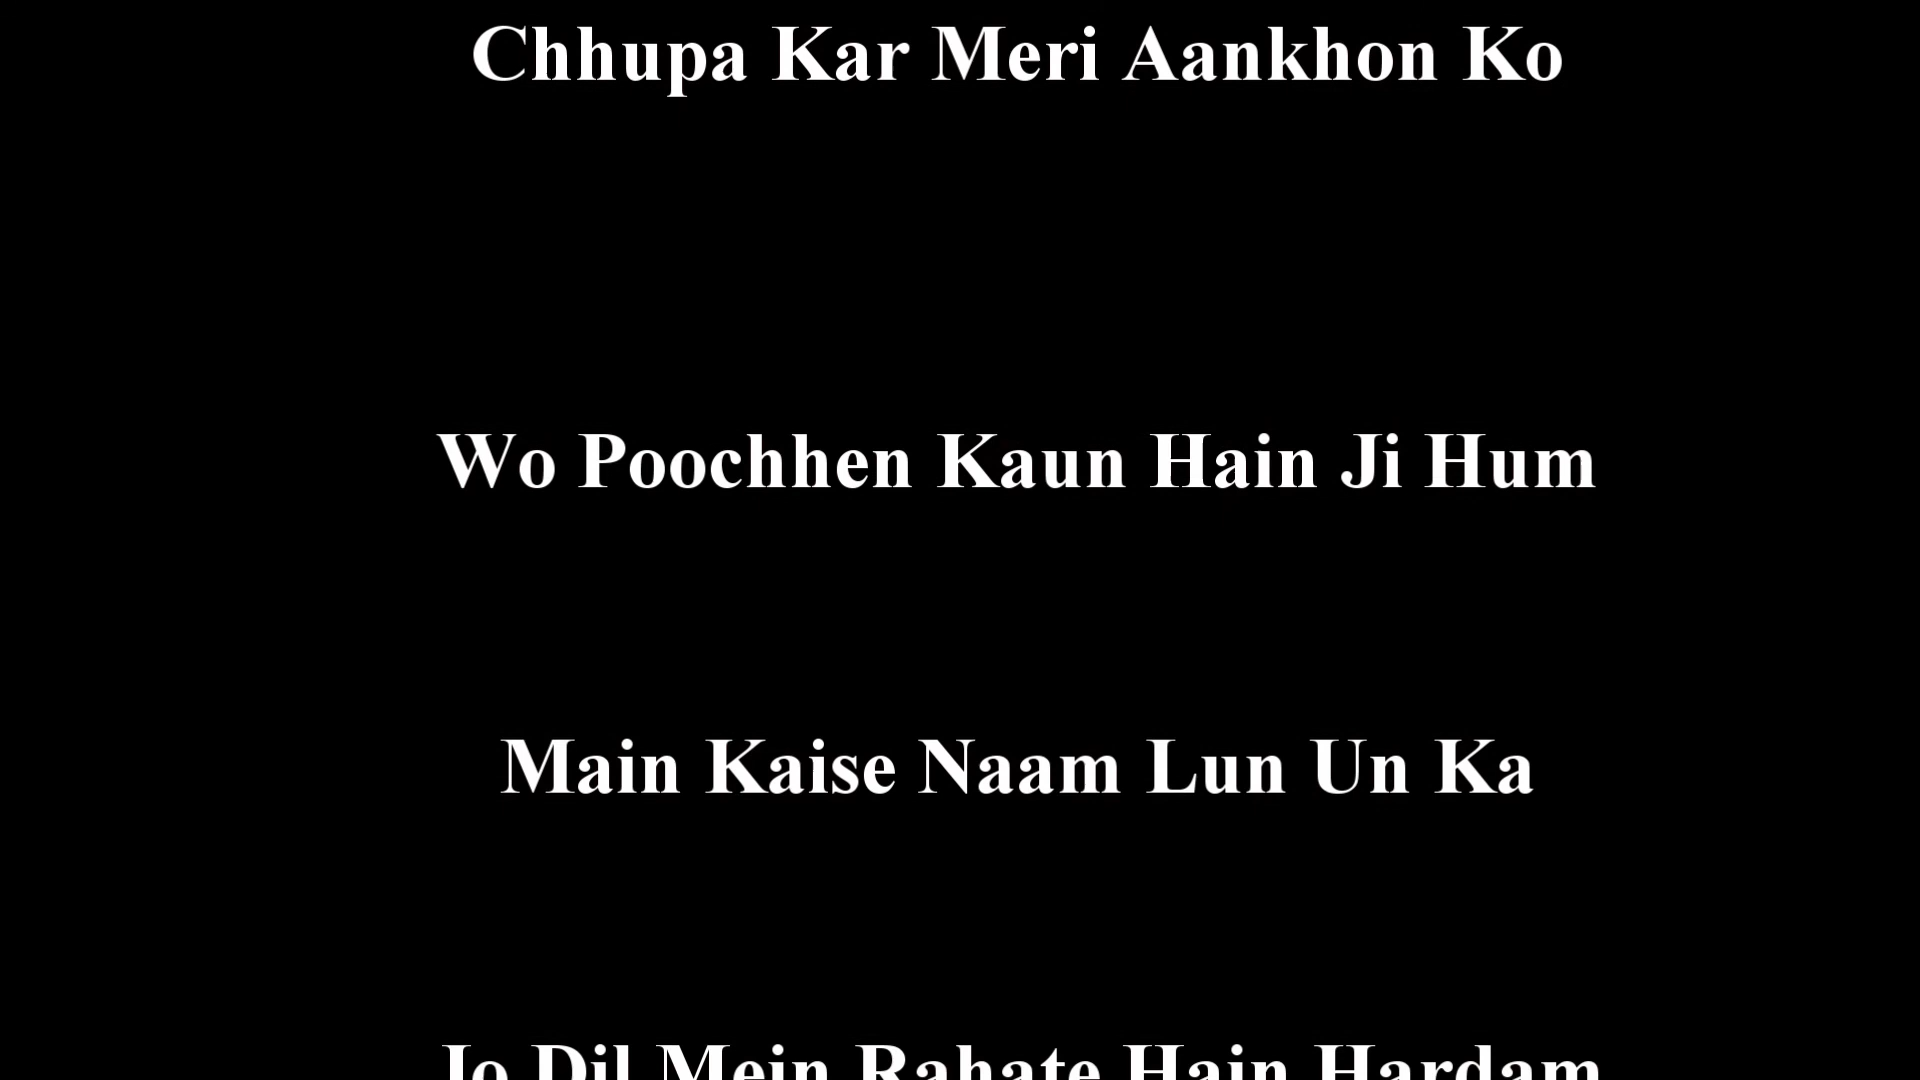 Chhupa Kar Meri Aankhon Ko
Wo Poochhen Kaun Hain Ji Hum
Main Kaise Naam Lun Un Ka
Jo Dil Mein Rahate Hain Hardam